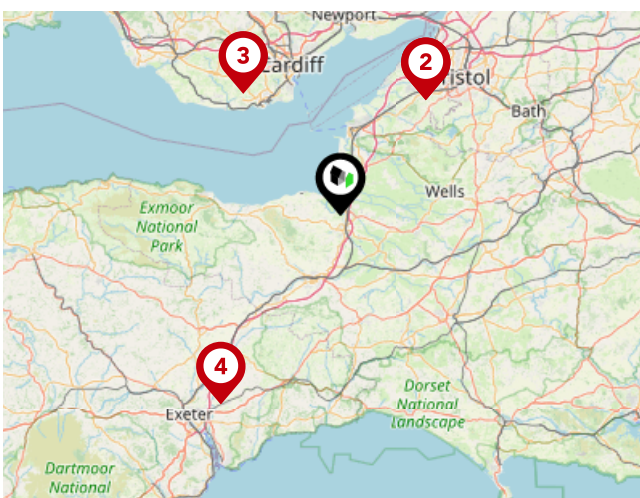 Newport
3
Cardiff
2
Bristol
Bath
Wells
Exmoor
National
Park
4
Exeter
Dorset
National
Landscape
Dartmoor
National